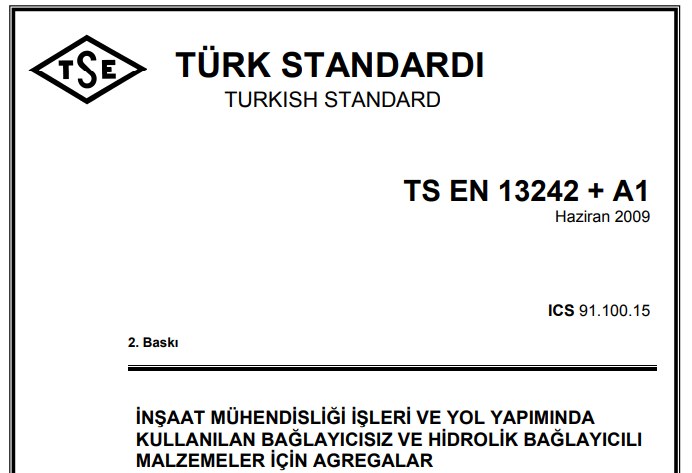 TSE
TÜRK STANDARDI
TURKISH STANDARD
TS EN 13242 + A1
Haziran 2009
ICS 91.100.15
2. Baskı
İNŞAAT MÜHENDİSLİĞİ İŞLERİ VE YOL YAPIMINDA
KULLANILAN BAĞLAYICISIZ VE HİDROLİK BAĞLAYICILI
MALZEMELER İÇİN AGREGALAR